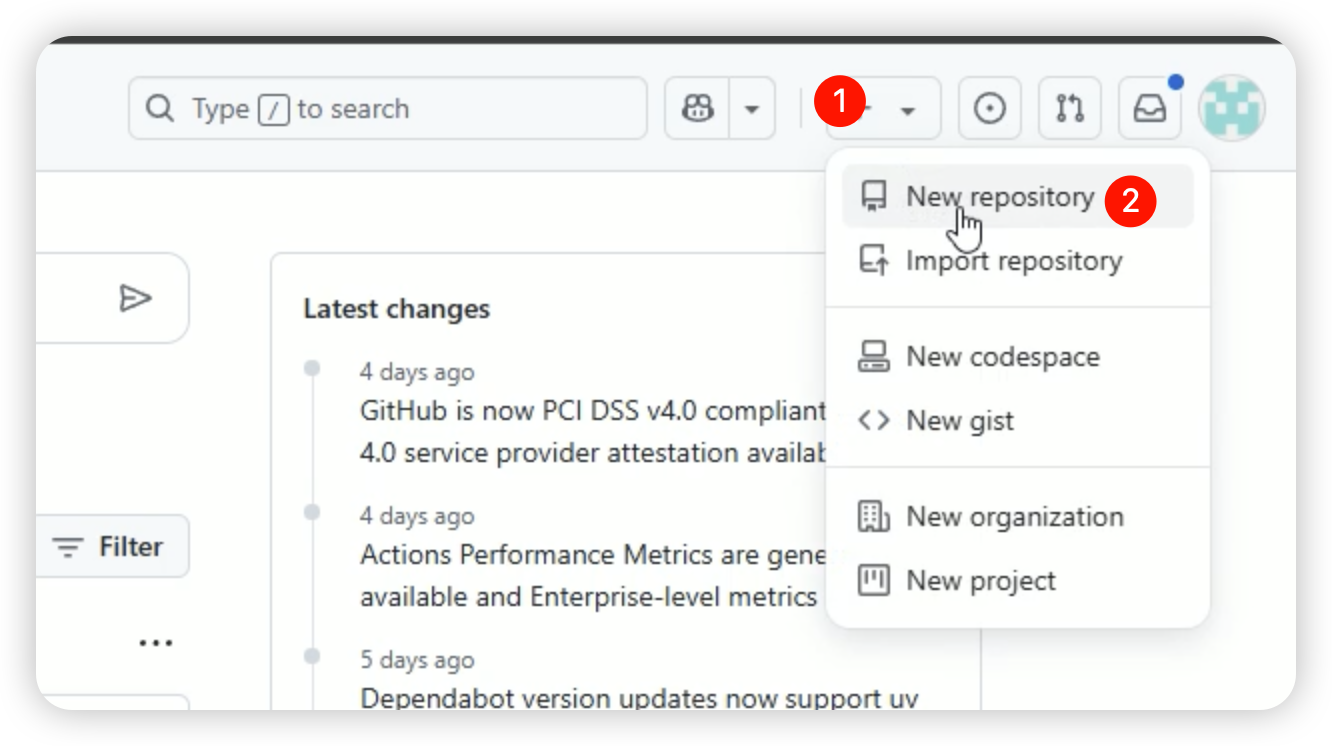 Type / to search
1
New repository 2
Import repository
New codespace
New gist
New organization
New project
Latest changes
4 days ago
GitHub is now PCI DSS v4.0 compliant
4.0 service provider attestation
4 days ago
Actions Performance Metrics are
available and Enterprise-level metrics
5 days ago
Dependabot version updates now support uv
Filter